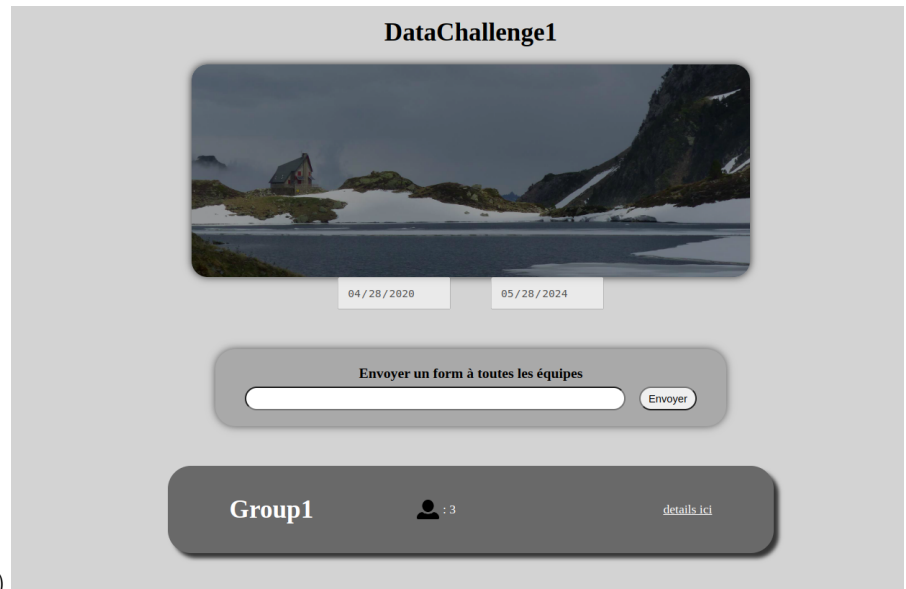 DataChallenge1
04/28/2020 05/28/2024
Envoyer un form à toutes les équipes
Envoyer
Group1 : 3 details ici
)